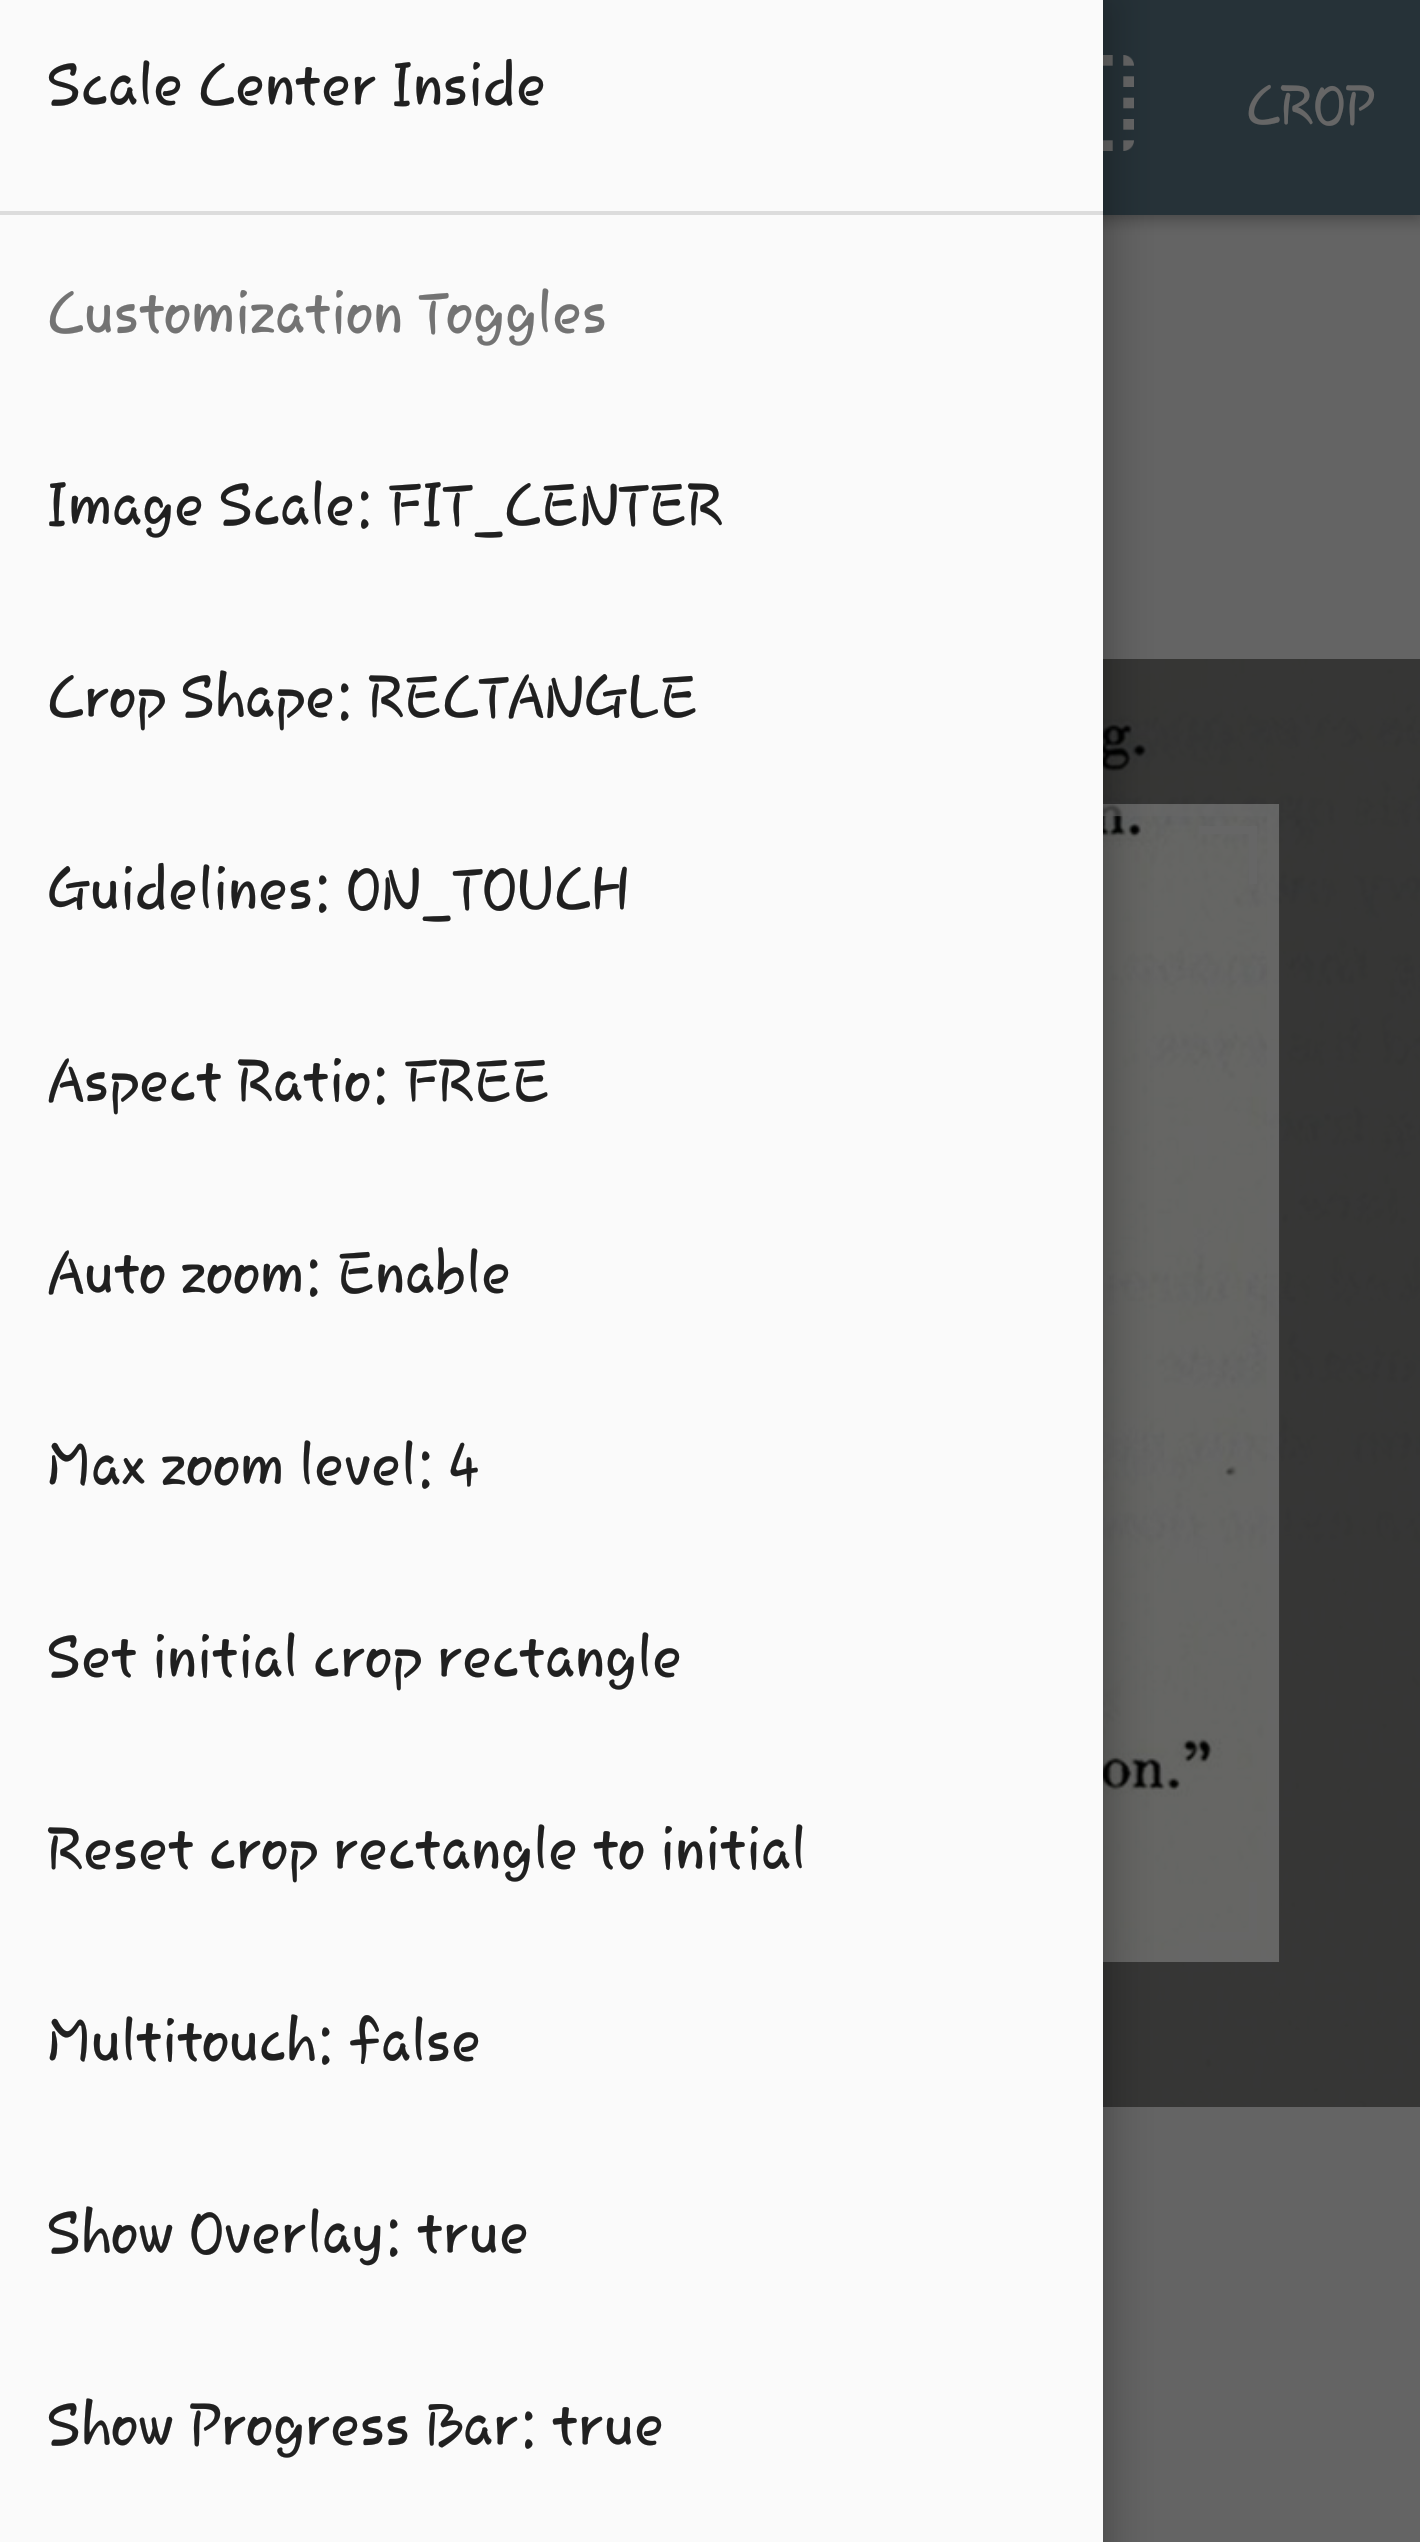 Scale Center Inside
CROP
Customization Toggles
Image Scale: FIT_CENTER
Crop Shape: RECTANGLE
g.
n.
Guidelines: ON_TOUCH
Aspect Ratio: FREE
Auto zoom: Enable
Max zoom level: 4
Set initial crop rectangle
on.”
Reset crop rectangle to initial
Multitouch: false
Show Overlay: true
Show Progress Bar: true